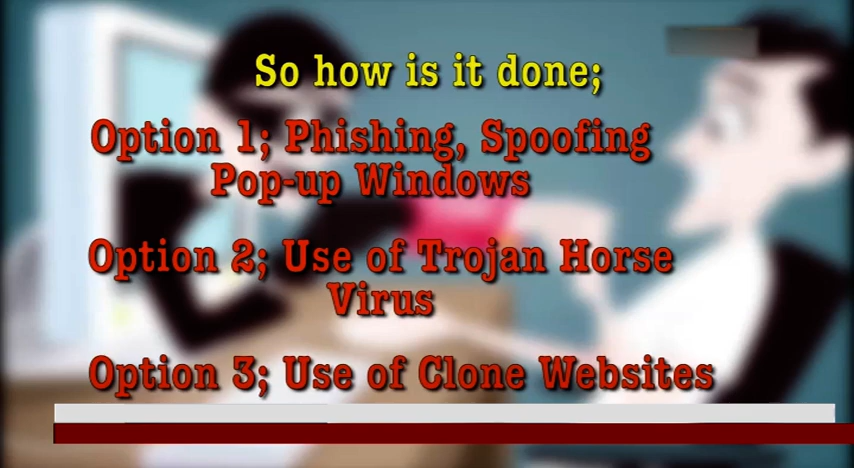 So how is it done;
Option 1; Phishing, Spoofing
Pop-up Windows
Option 2; Use of Trojan Horse
Virus
Option 3; Use of Clone Websites